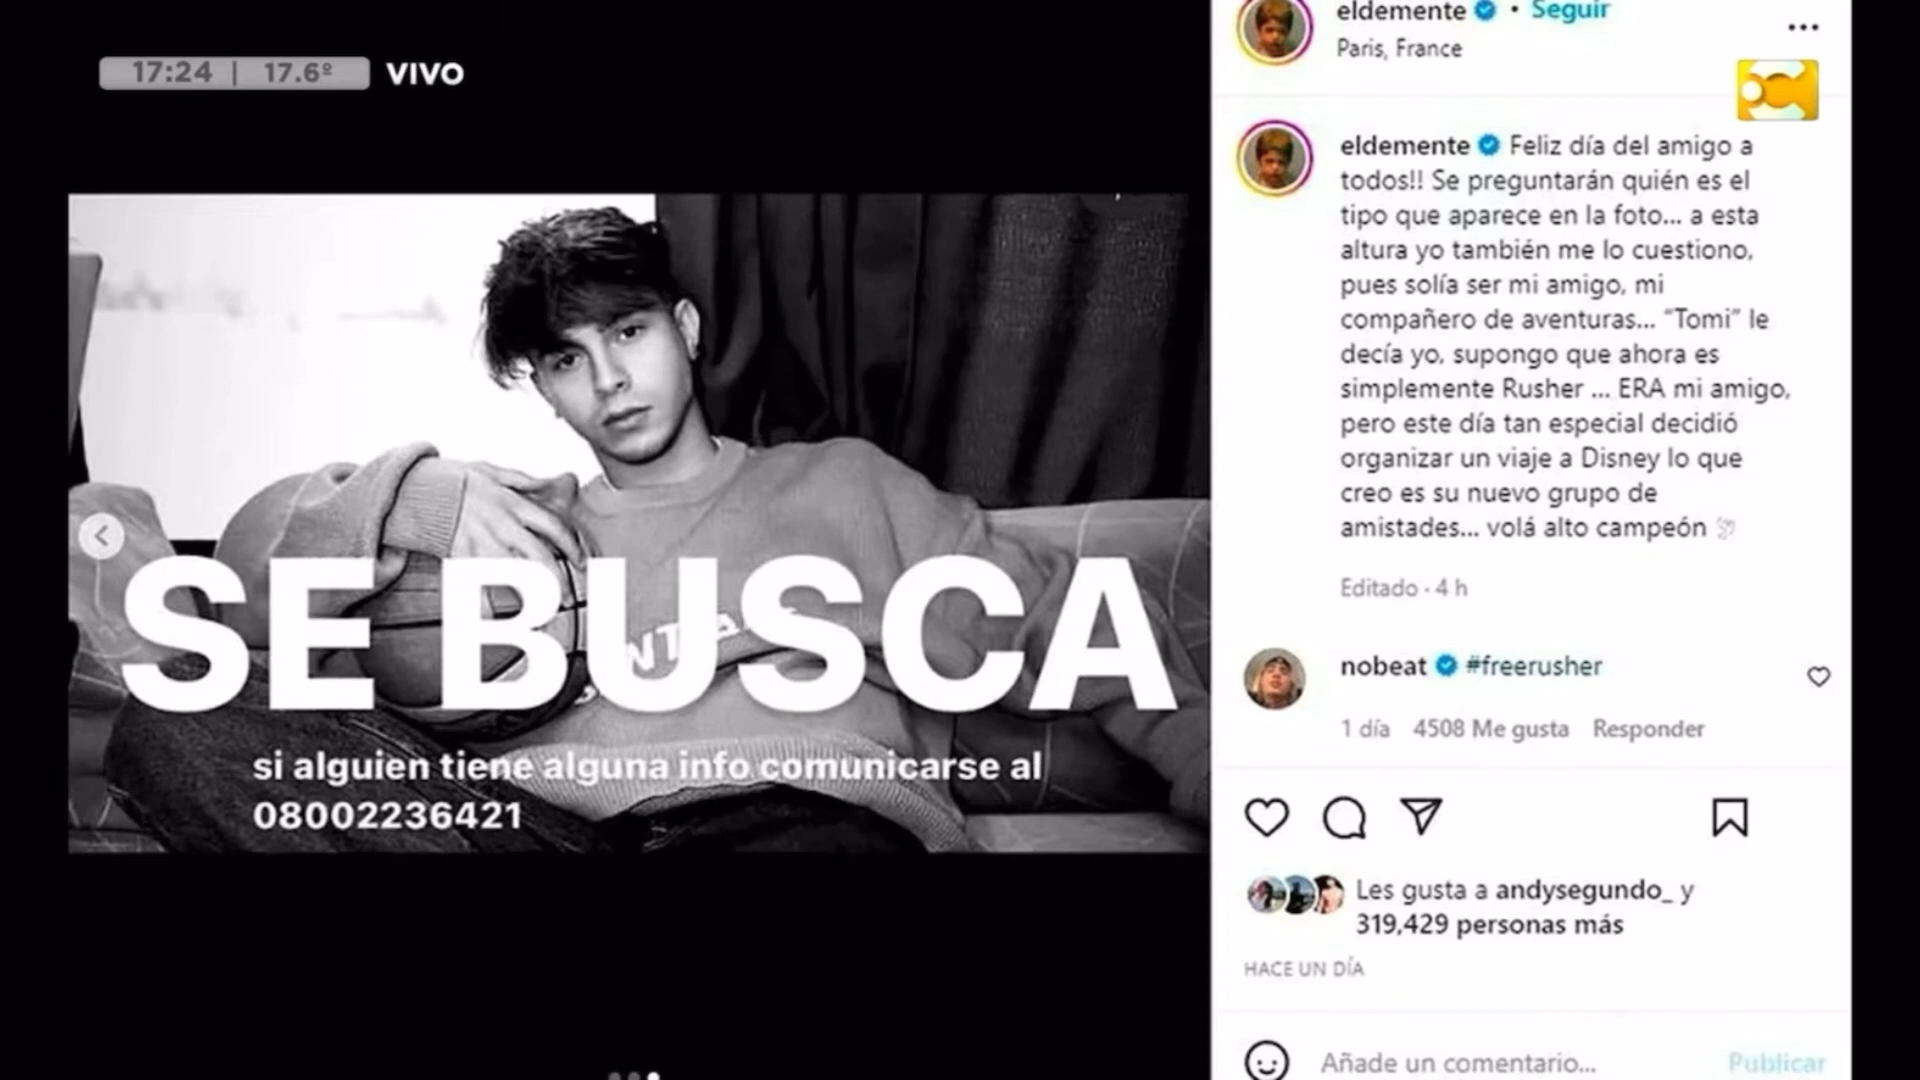 17:24 | 17.6º VIVO
SE BUSCA
si alguien tiene alguna info comunicarse al
08002236421
eldemente • Seguir
Paris, France
eldemente Feliz día del amigo a
todos!! Se preguntarán quién es el
tipo que aparece en la foto... a esta
altura yo también me lo cuestiono,
pues solía ser mi amigo, mi
compañero de aventuras... “Tomi” le
decía yo, supongo que ahora es
simplemente Rusher ... ERA mi amigo,
pero este día tan especial decidió
organizar un viaje a Disney lo que
creo es su nuevo grupo de
amistades... volá alto campeón 🕊
Editado · 4 h
nobeat #freerusher
1 día 4508 Me gusta Responder
Les gusta a andysegundo_ y
319,429 personas más
HACE UN DÍA
Añade un comentario... Publicar